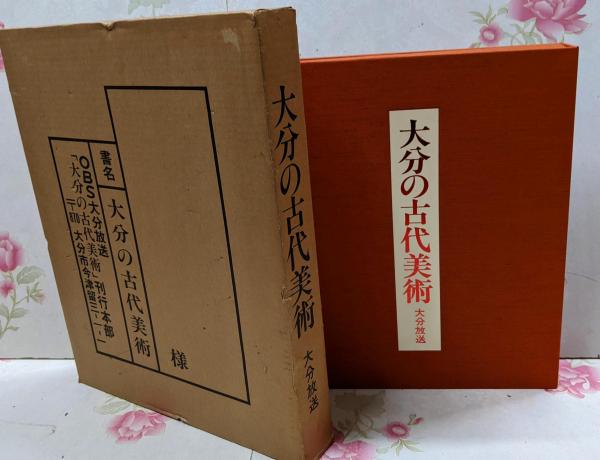 様
書名
大分の古代美術
OBS大分放送
「大分の古代美術」刊行本部
〒870 大分市今津留三-一-一
大分の古代美術
大分放送
大分の古代美術
大分放送